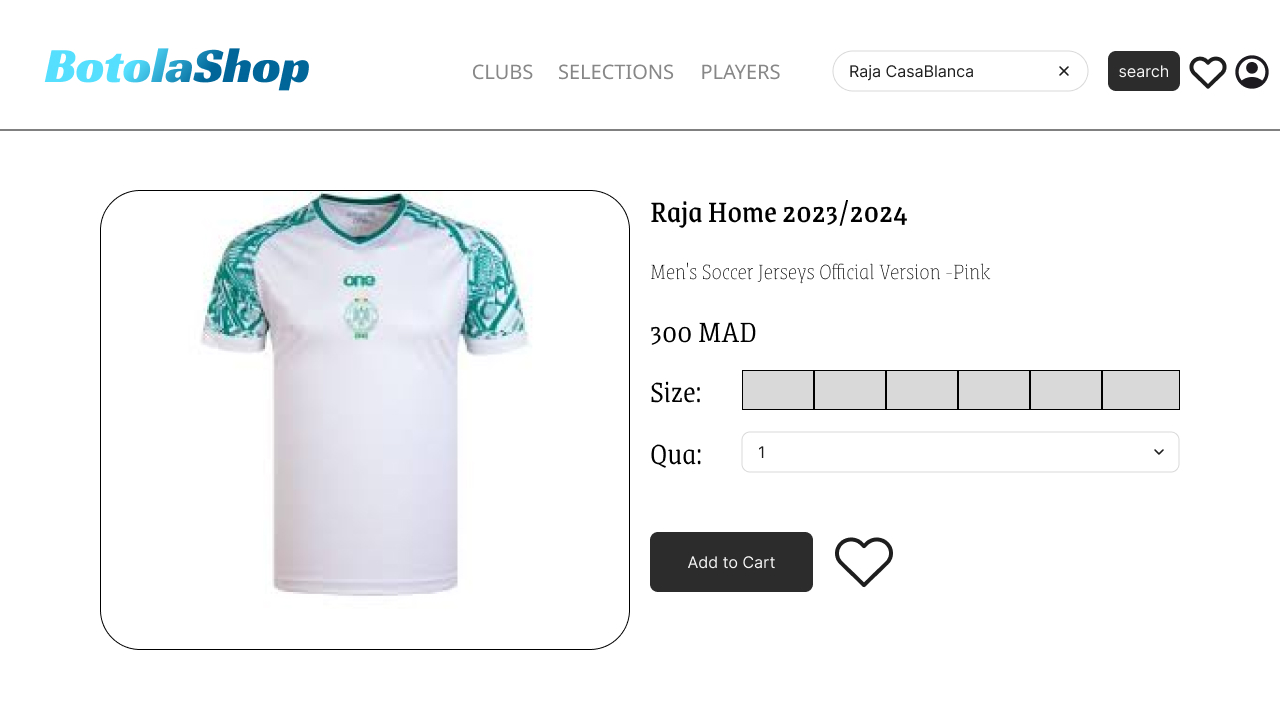 BotolaShop
CLUBS SELECTIONS PLAYERS
Raja CasaBlanca
search
one
Raja Home 2023/2024
Men's Soccer Jerseys Official Version -Pink
300 MAD
Size:
Qua:
1
Add to Cart